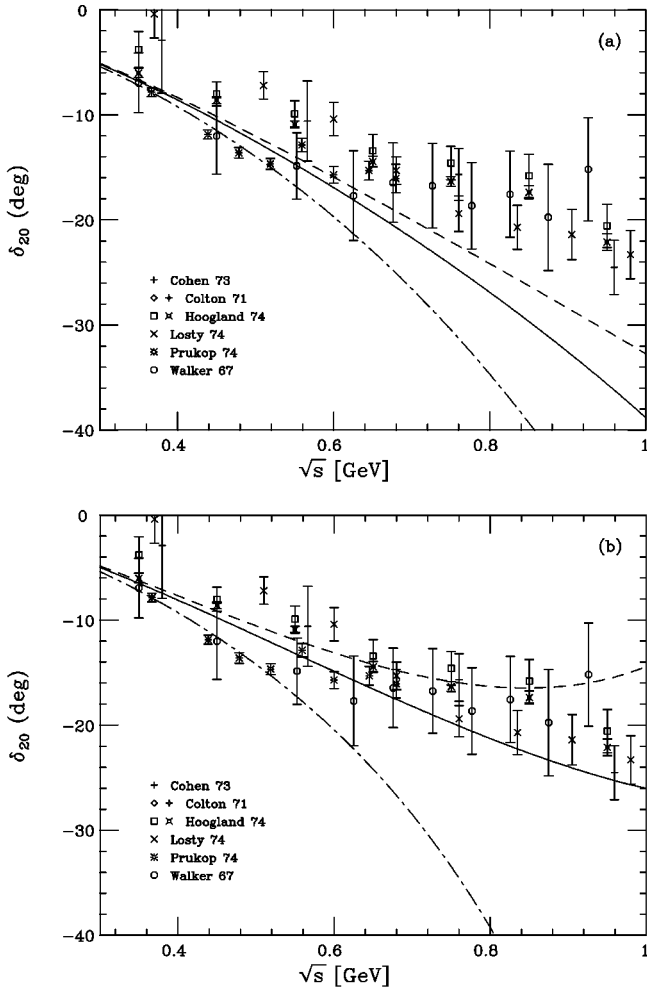 0
(a)
−10
−20
δ20 (deg)
Cohen 73
Colton 71
Hoogland 74
Losty 74
Prukop 74
Walker 67
−30
−40
0.4 0.6 0.8 1
√s [GeV]
0
(b)
−10
−20
δ20 (deg)
Cohen 73
Colton 71
Hoogland 74
Losty 74
Prukop 74
Walker 67
−30
−40
0.4 0.6 0.8 1
√s [GeV]